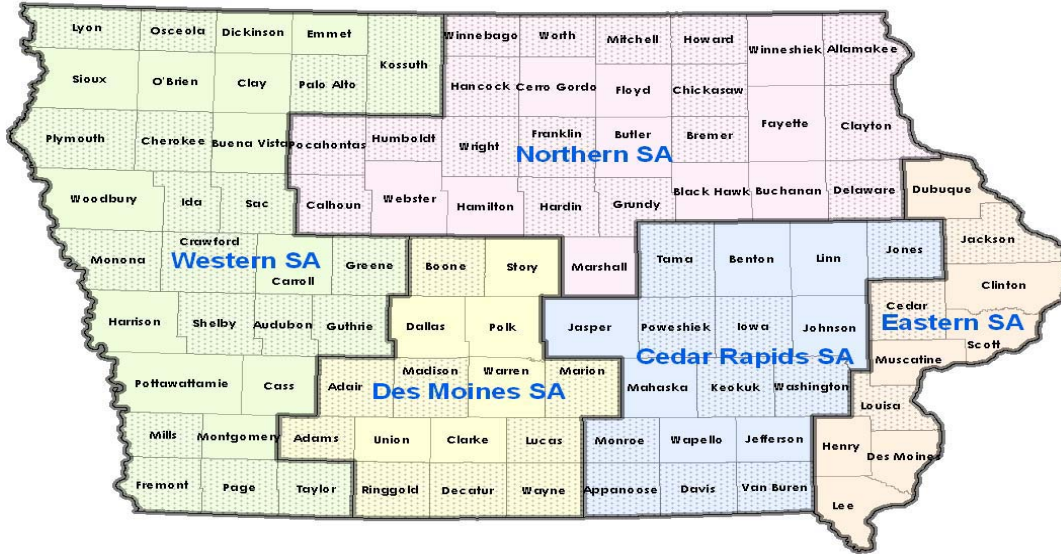 Lyon Osceola Dickinson Emmet Winnebago Worth Mitchell Howard Winneshiek Allamakee
Kossuth
Sioux O'Brien Clay Palo Alto Hancock Cerro Gordo Floyd Chickasaw
Plymouth Cherokee Buena Vista Pocahontas Humboldt Wright Franklin Butler Bremer Fayette Clayton
Northern SA
Woodbury Ida Sac Calhoun Webster Hamilton Hardin Grundy Black Hawk Buchanan Delaware Dubuque
Monona Crawford Carroll Greene Boone Story Marshall Tama Benton Linn Jones Jackson
Western SA
Clinton
Harrison Shelby Audubon Guthrie Dallas Polk Jasper Poweshiek Iowa Johnson Cedar
Eastern SA
Scott
Muscatine
Cedar Rapids SA
Pottawattamie Cass Adair Madison Warren Marion Mahaska Keokuk Washington
Des Moines SA
Louisa
Mills Montgomery Adams Union Clarke Lucas Monroe Wapello Jefferson Henry Des Moines
Fremont Page Taylor Ringgold Decatur Wayne Appanoose Davis Van Buren Lee